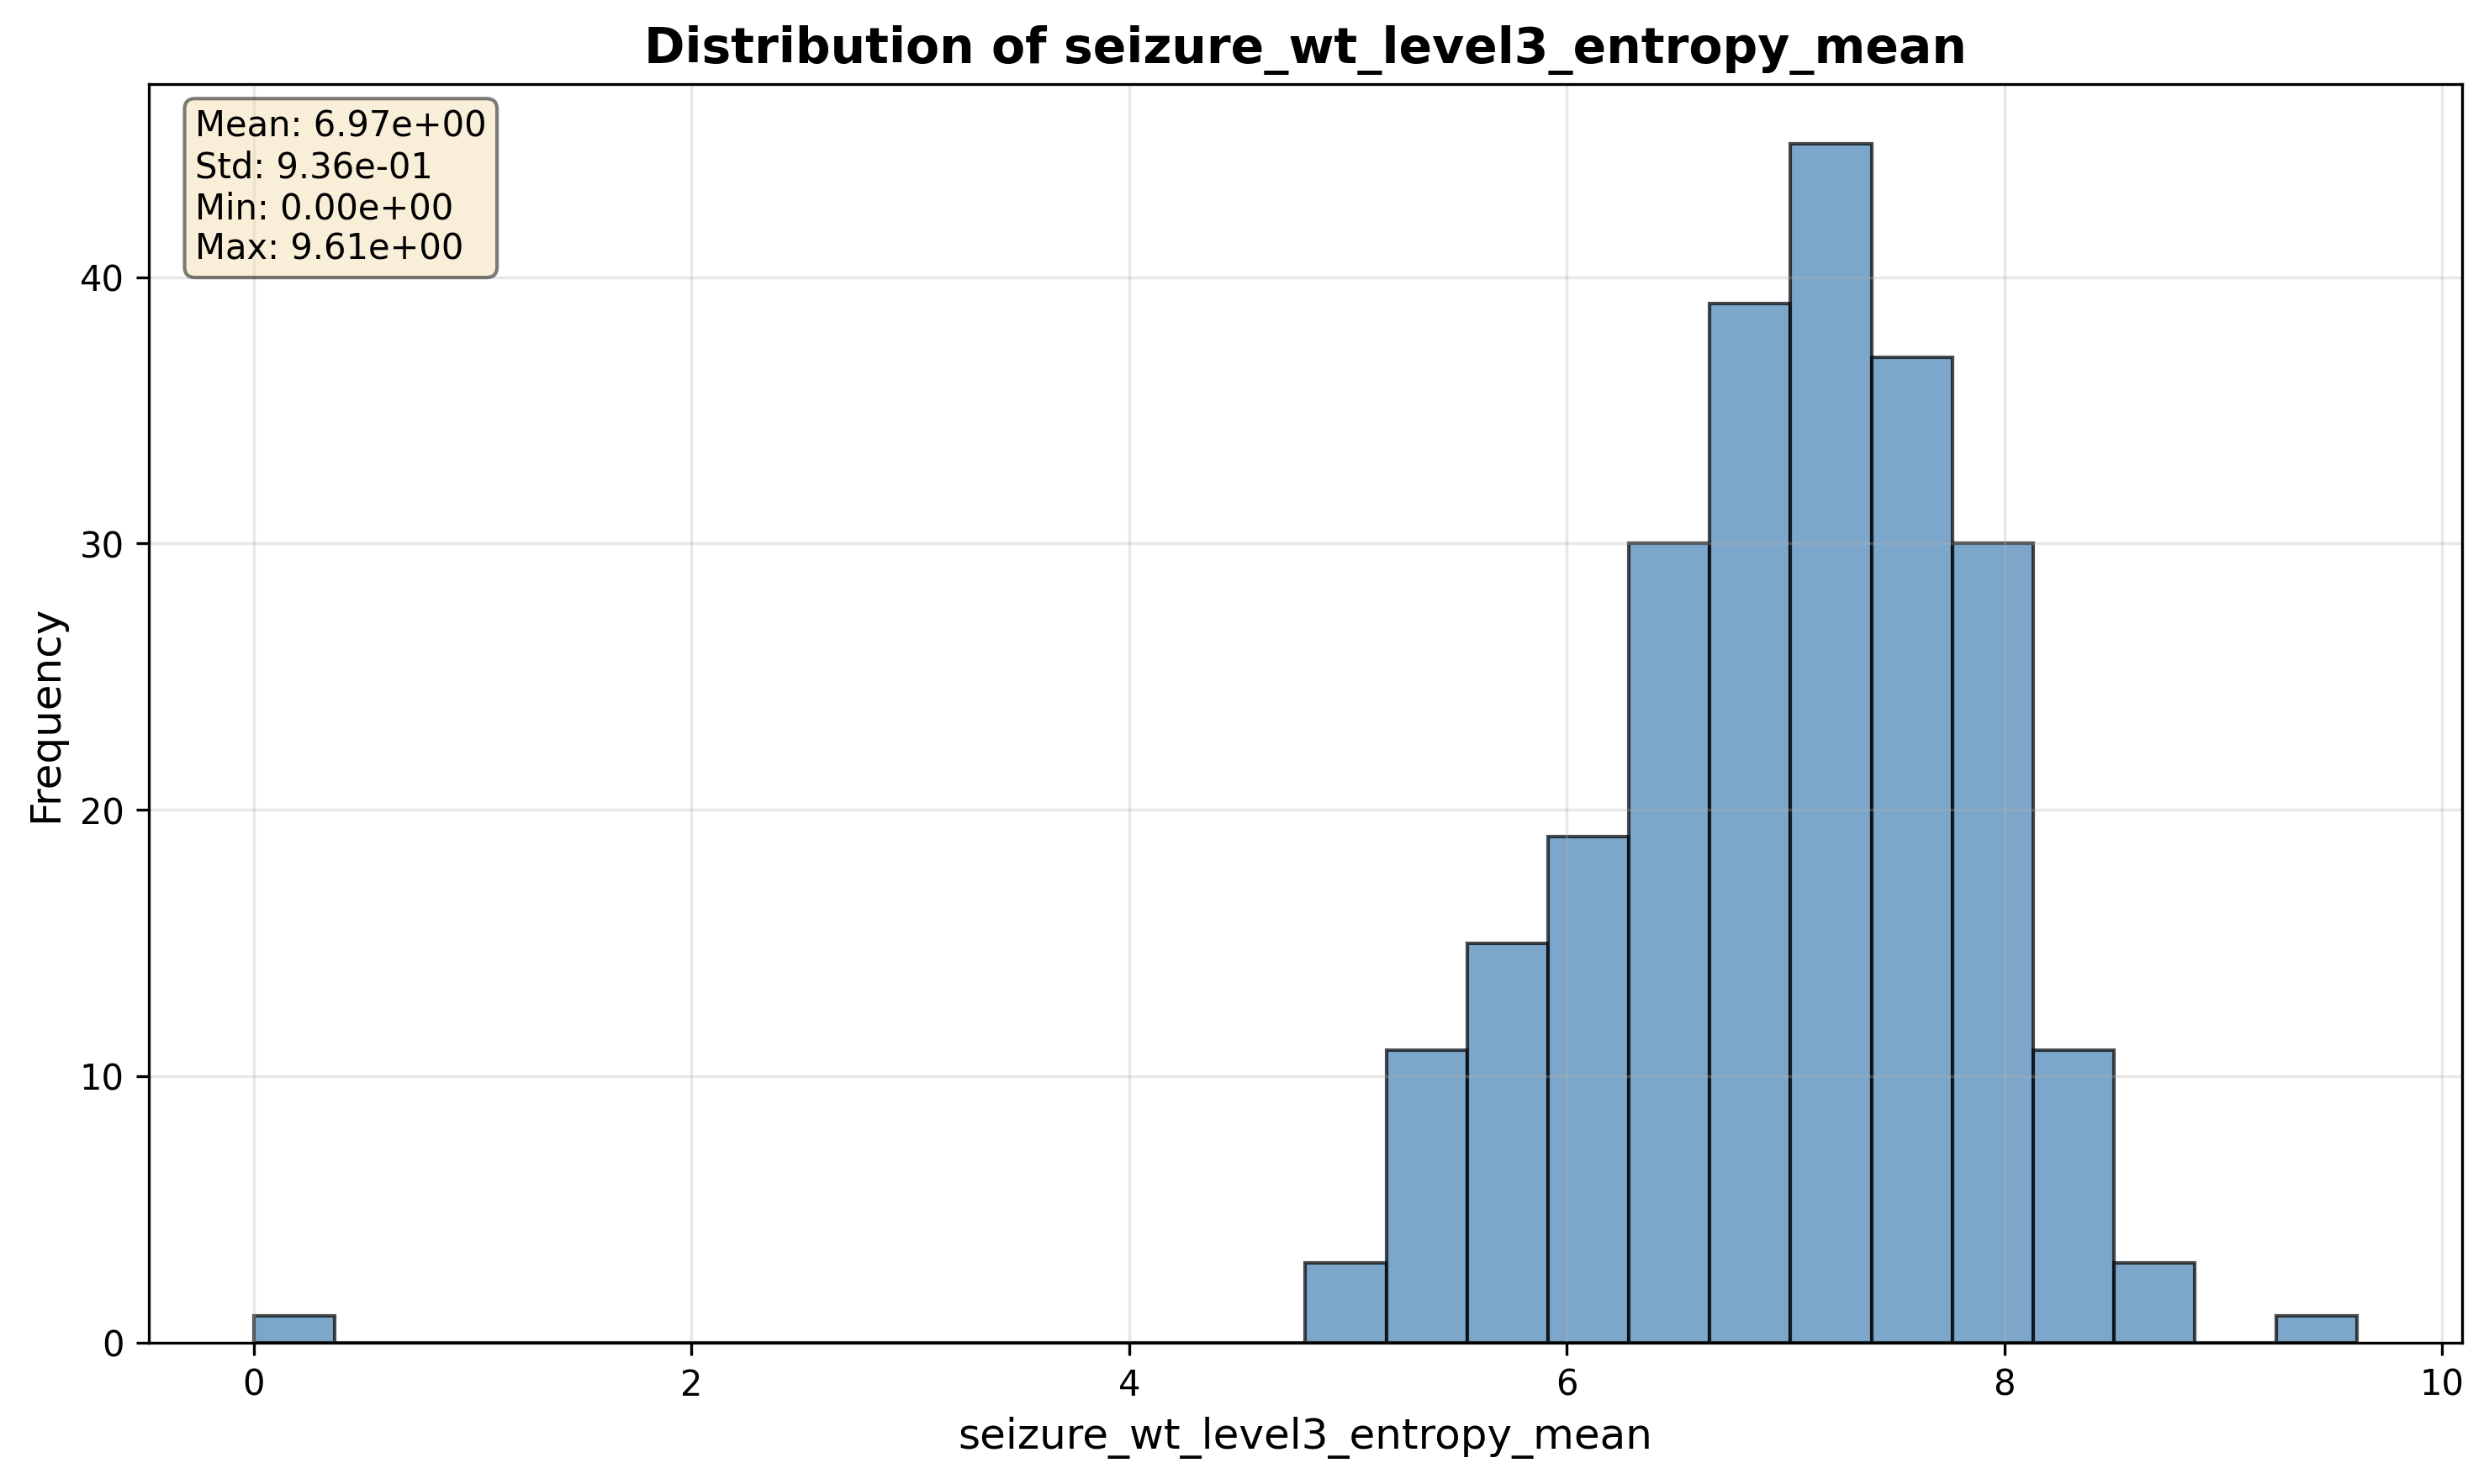 Distribution of seizure_wt_level3_entropy_mean
Mean: 6.97e+00
Std: 9.36e-01
Min: 0.00e+00
Max: 9.61e+00
Frequency
40
30
20
10
0
0 2 4 6 8 10
seizure_wt_level3_entropy_mean